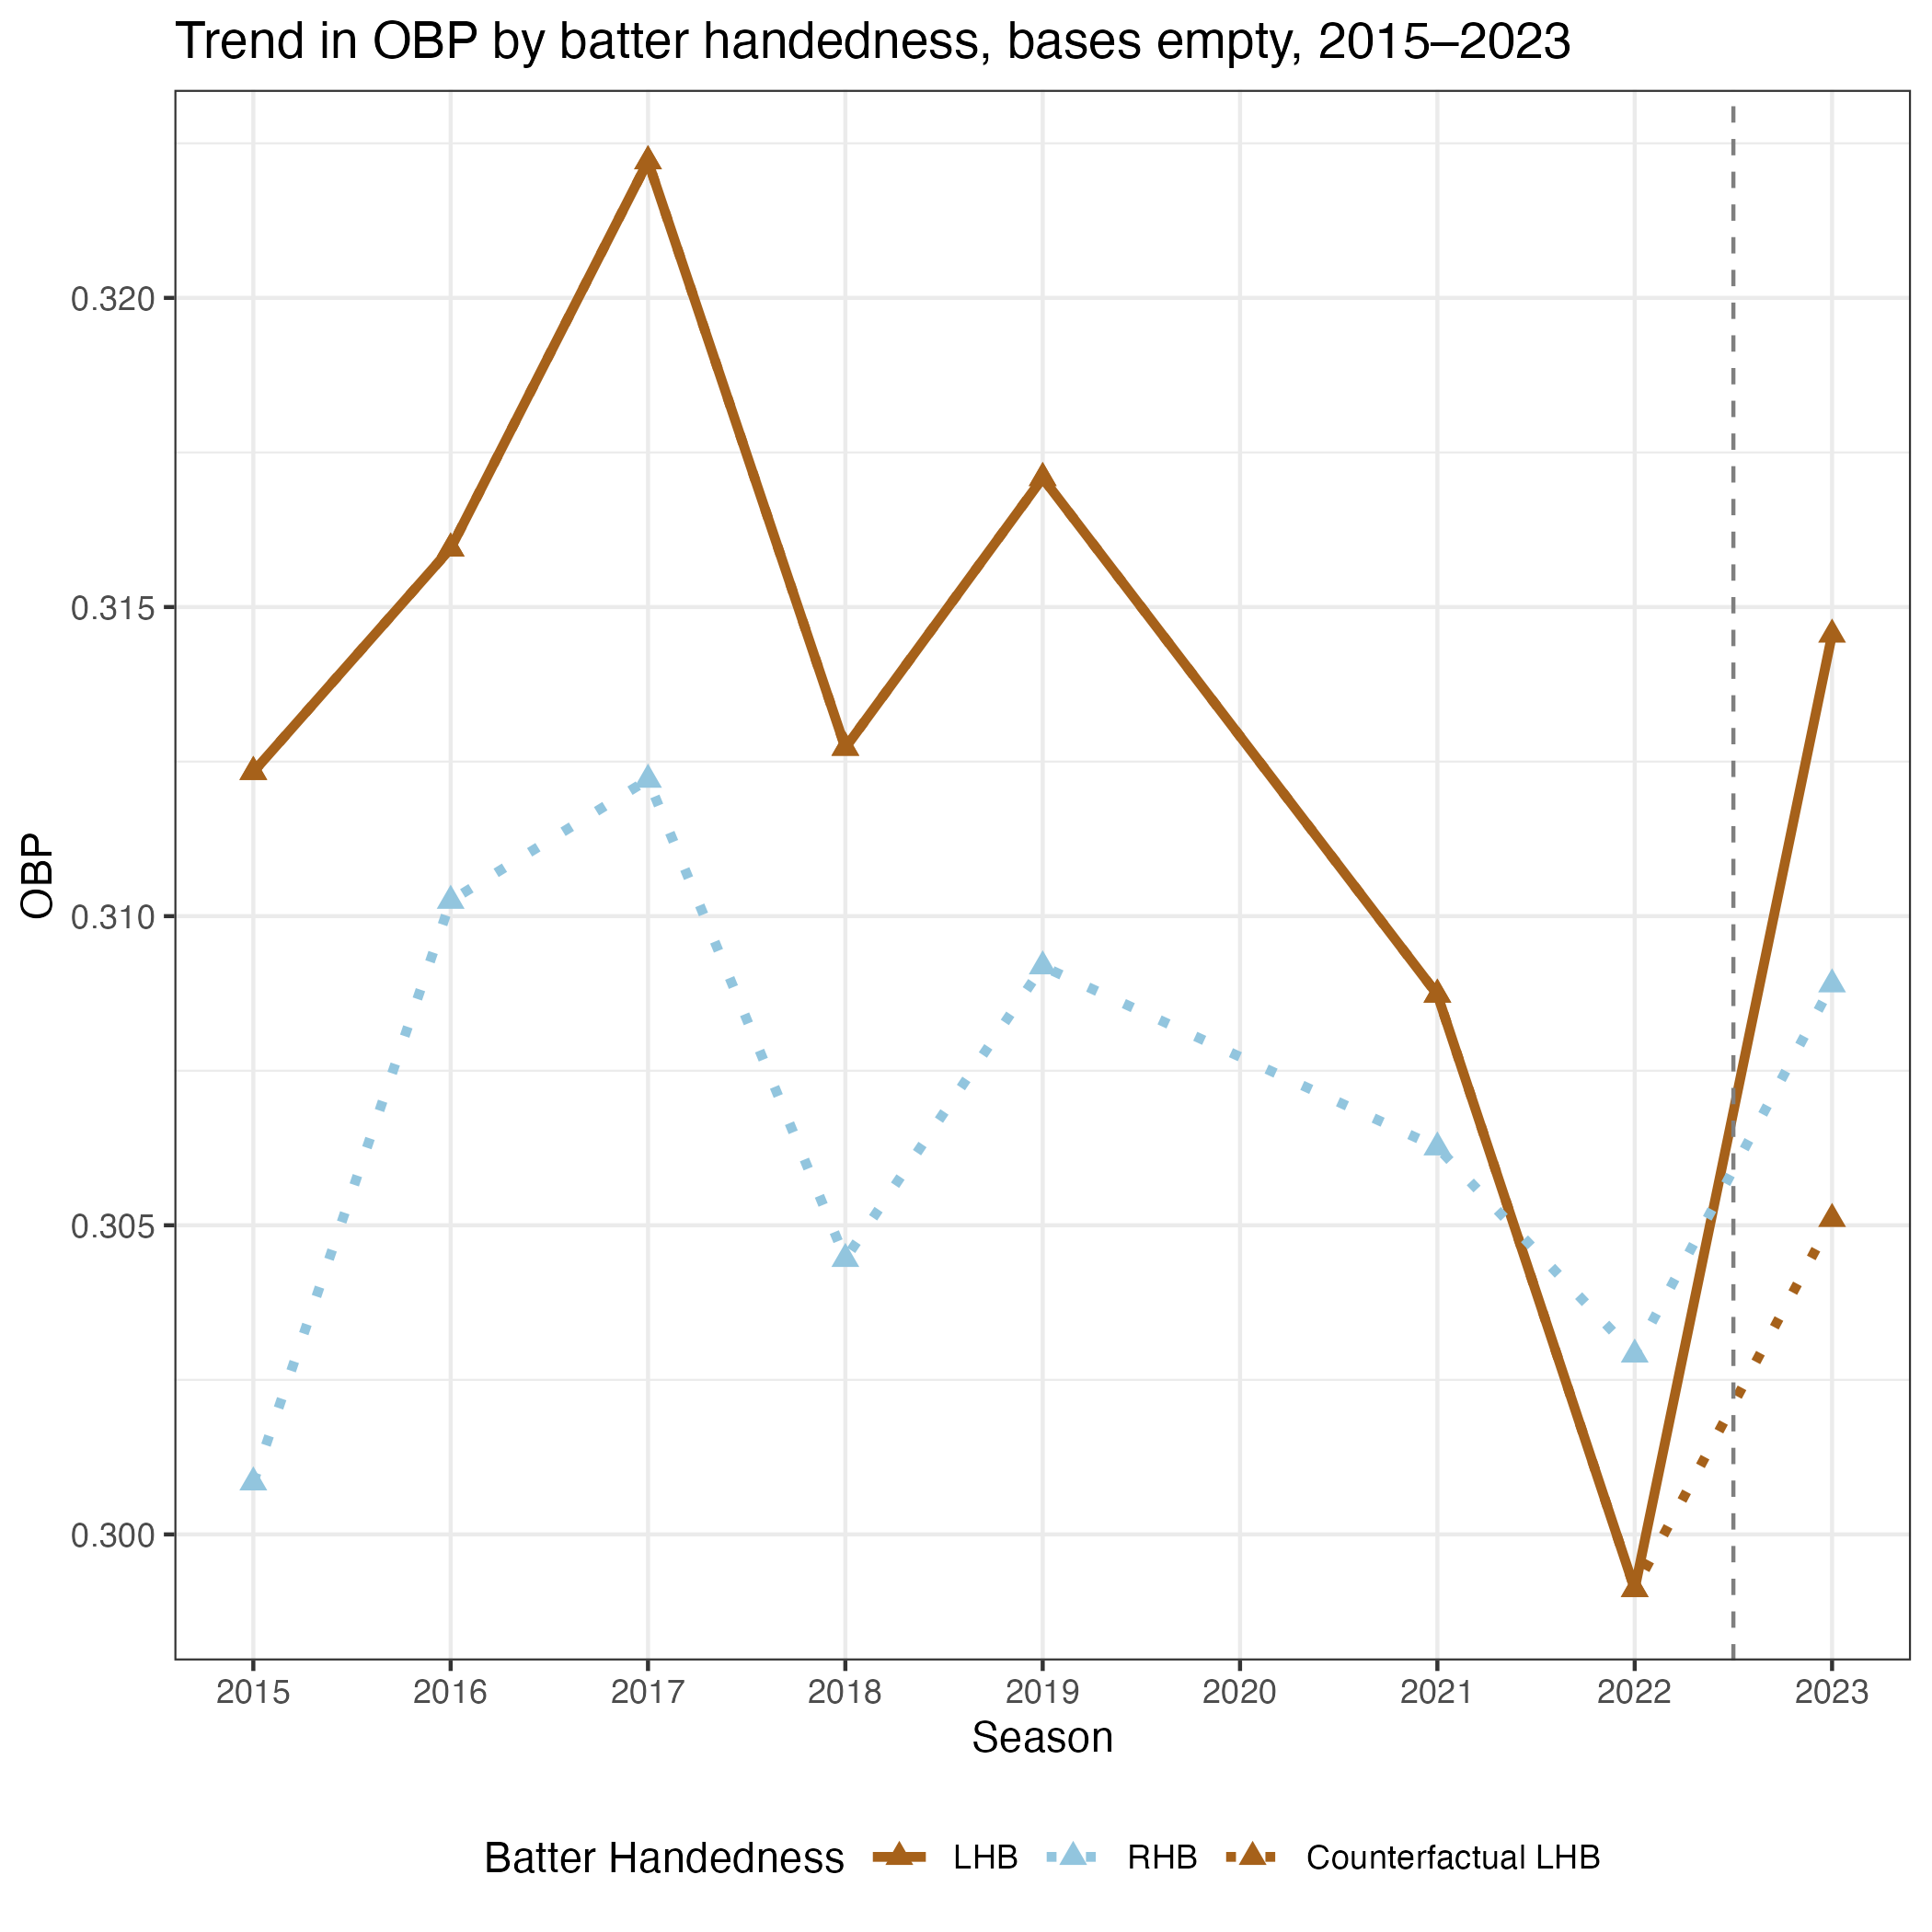 Trend in OBP by batter handedness, bases empty, 2015–2023
OBP
0.320
0.315
0.310
0.305
0.300
2015 2016 2017 2018 2019 2020 2021 2022 2023
Season
Batter Handedness LHB RHB Counterfactual LHB